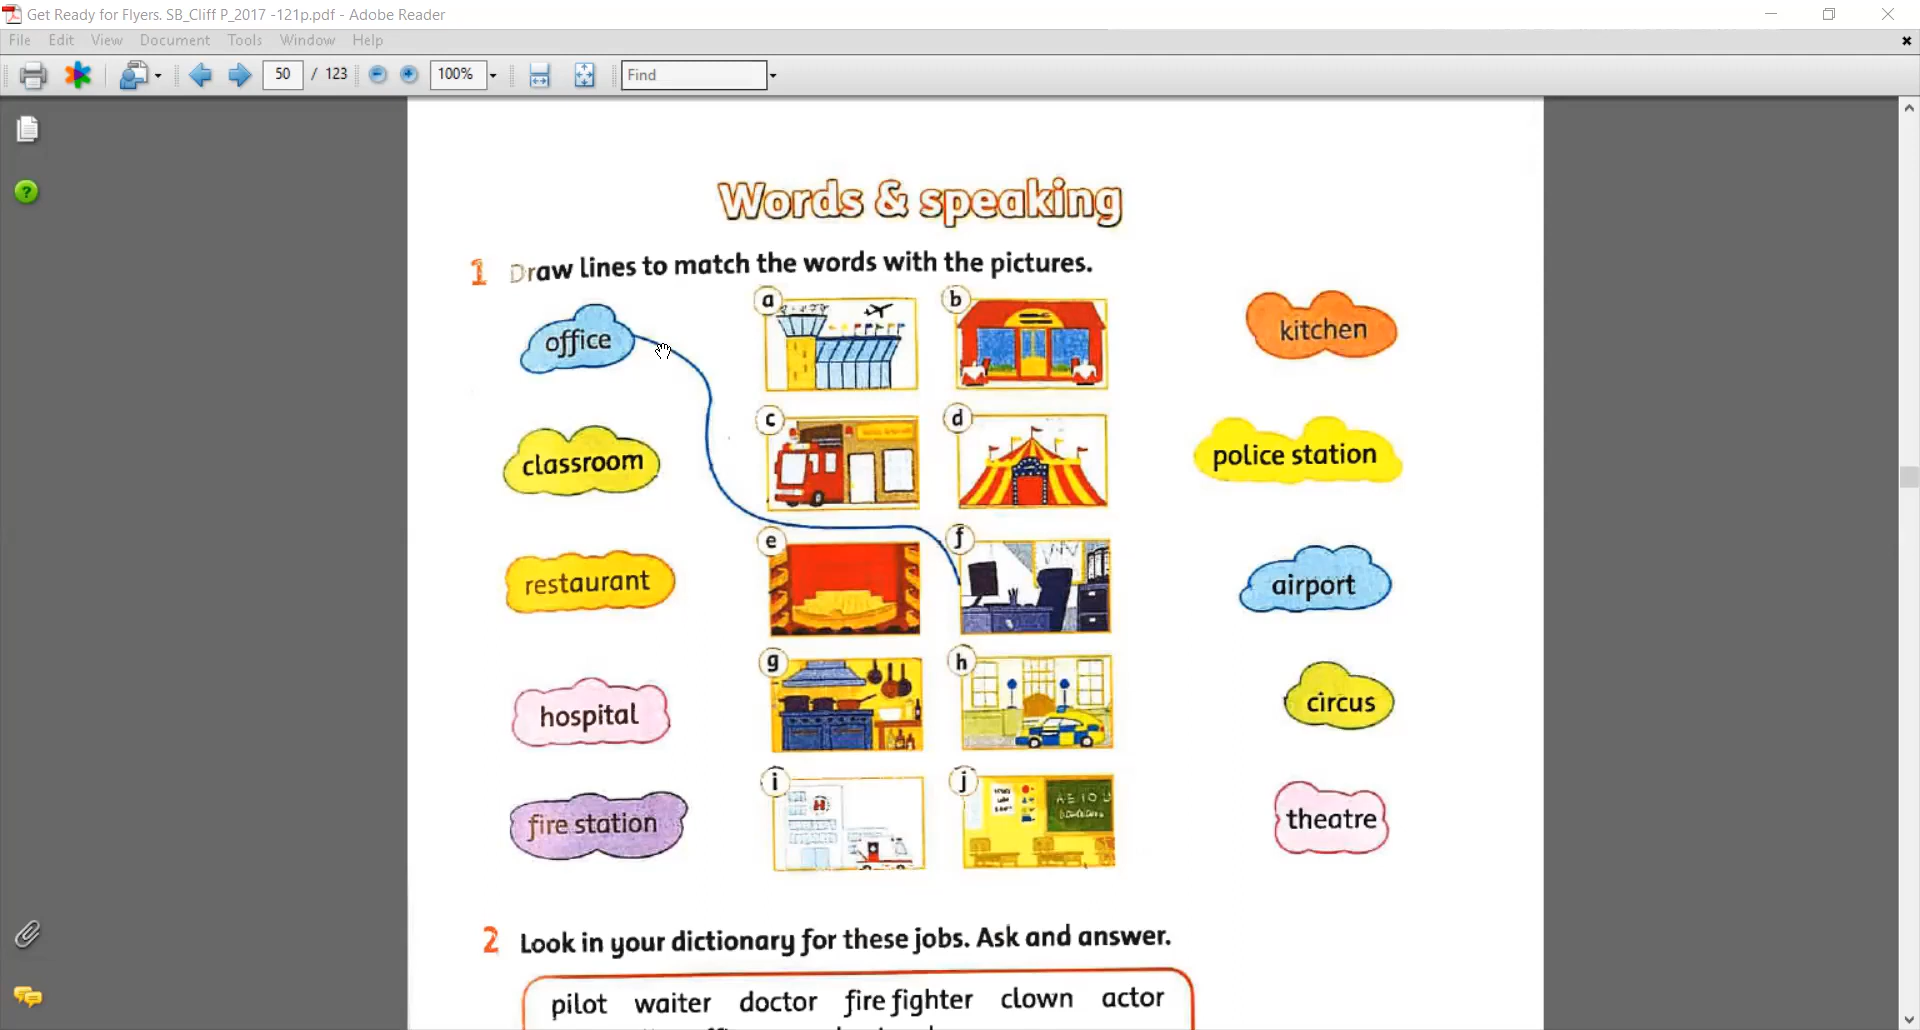 Get Ready for Flyers. SB_Cliff P_2017 -121p.pdf - Adobe Reader
File Edit View Document Tools Window Help
50 / 123 100% Find
Words & speaking
1 Draw lines to match the words with the pictures.
a b
office kitchen
c d
classroom police station
e f
restaurant airport
g h
hospital circus
i j
H
A E I O U
fire station theatre
2 Look in your dictionary for these jobs. Ask and answer.
pilot waiter doctor fire fighter clown actor